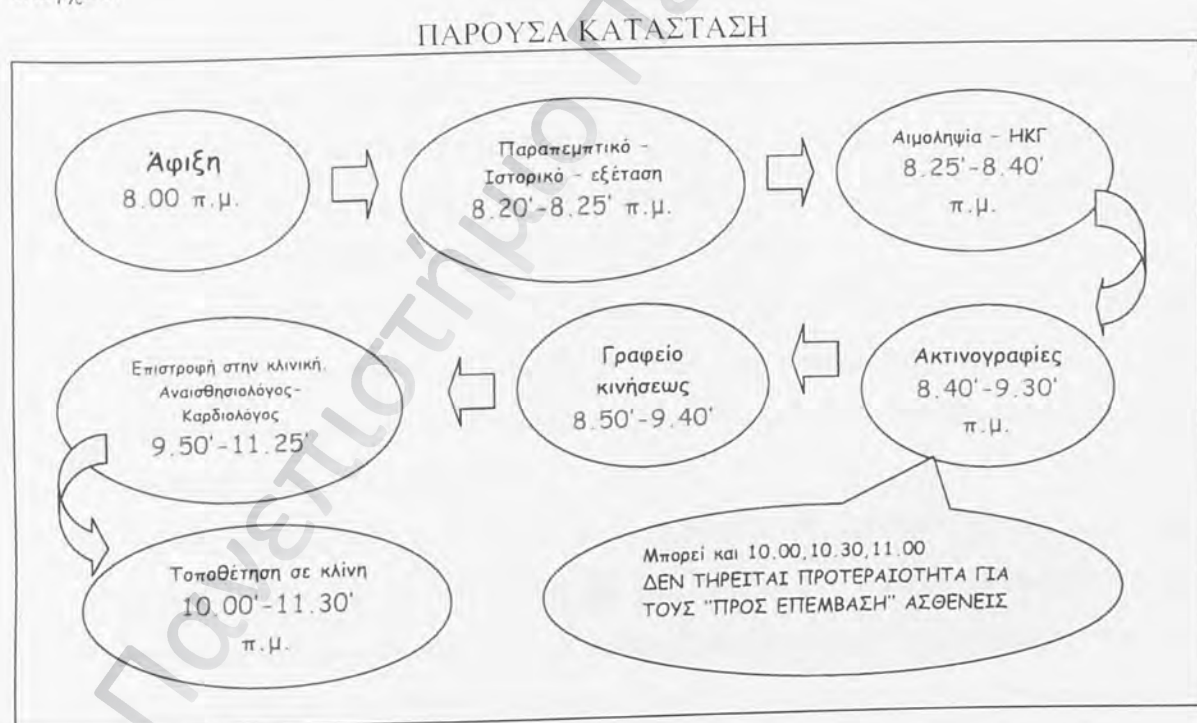 ΠΑΡΟΥΣΑ ΚΑΤΑΣΤΑΣΗ
Άφιξη
8.00 π.μ.
Παραπεμπτικό -
Ιστορικό - εξέταση
8.20'-8.25' π.μ.
Αιμοληψία - ΗΚΓ
8.25'-8.40'
π.μ.
Ακτινογραφίες
8.40'-9.30'
π.μ.
Γραφείο
κινήσεως
8.50'-9.40'
Επιστροφή στην κλινική.
Αναισθησιολόγος-
Καρδιολόγος
9.50'-11.25'
Τοποθέτηση σε κλίνη
10.00'-11.30'
π.μ.
Μπορεί και 10.00,10.30,11.00
ΔΕΝ ΤΗΡΕΙΤΑΙ ΠΡΟΤΕΡΑΙΟΤΗΤΑ ΓΙΑ
ΤΟΥΣ "ΠΡΟΣ ΕΠΕΜΒΑΣΗ" ΑΣΘΕΝΕΙΣ
Πανεπιστήμιο